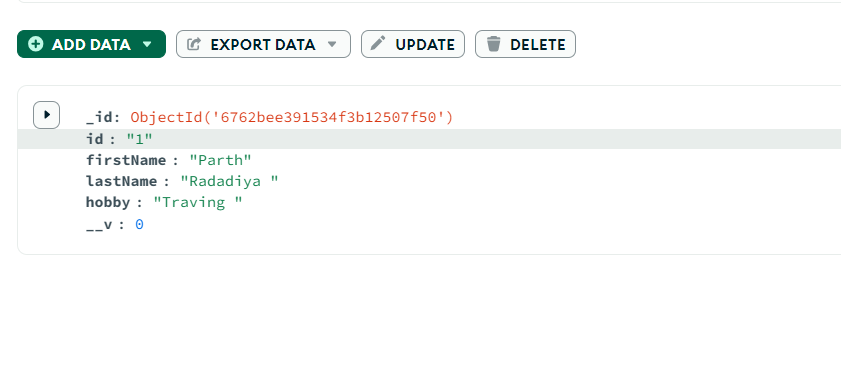 ADD DATA EXPORT DATA UPDATE DELETE
_id: ObjectId('6762bee391534f3b12507f50')
id : "1"
firstName : "Parth"
lastName : "Radadiya "
hobby : "Traving "
__v : 0